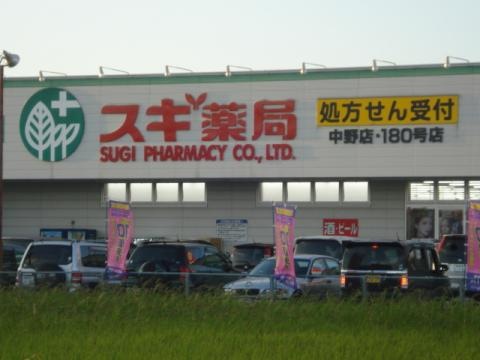 スギ薬局
SUGI PHARMACY CO., LTD.
処方せん受付
中野店・180号店
酒・ビール